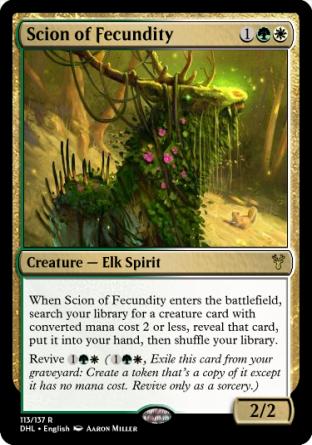 Scion of Fecundity 1
Creature — Elk Spirit
When Scion of Fecundity enters the battlefield,
search your library for a creature card with
converted mana cost 2 or less, reveal that card,
put it into your hand, then shuffle your library.
Revive 1 ( 1 , Exile this card from your
graveyard: Create a token that's a copy of it except
it has no mana cost. Revive only as a sorcery.)
2/2
113/137 R
DHL • English Aaron Miller